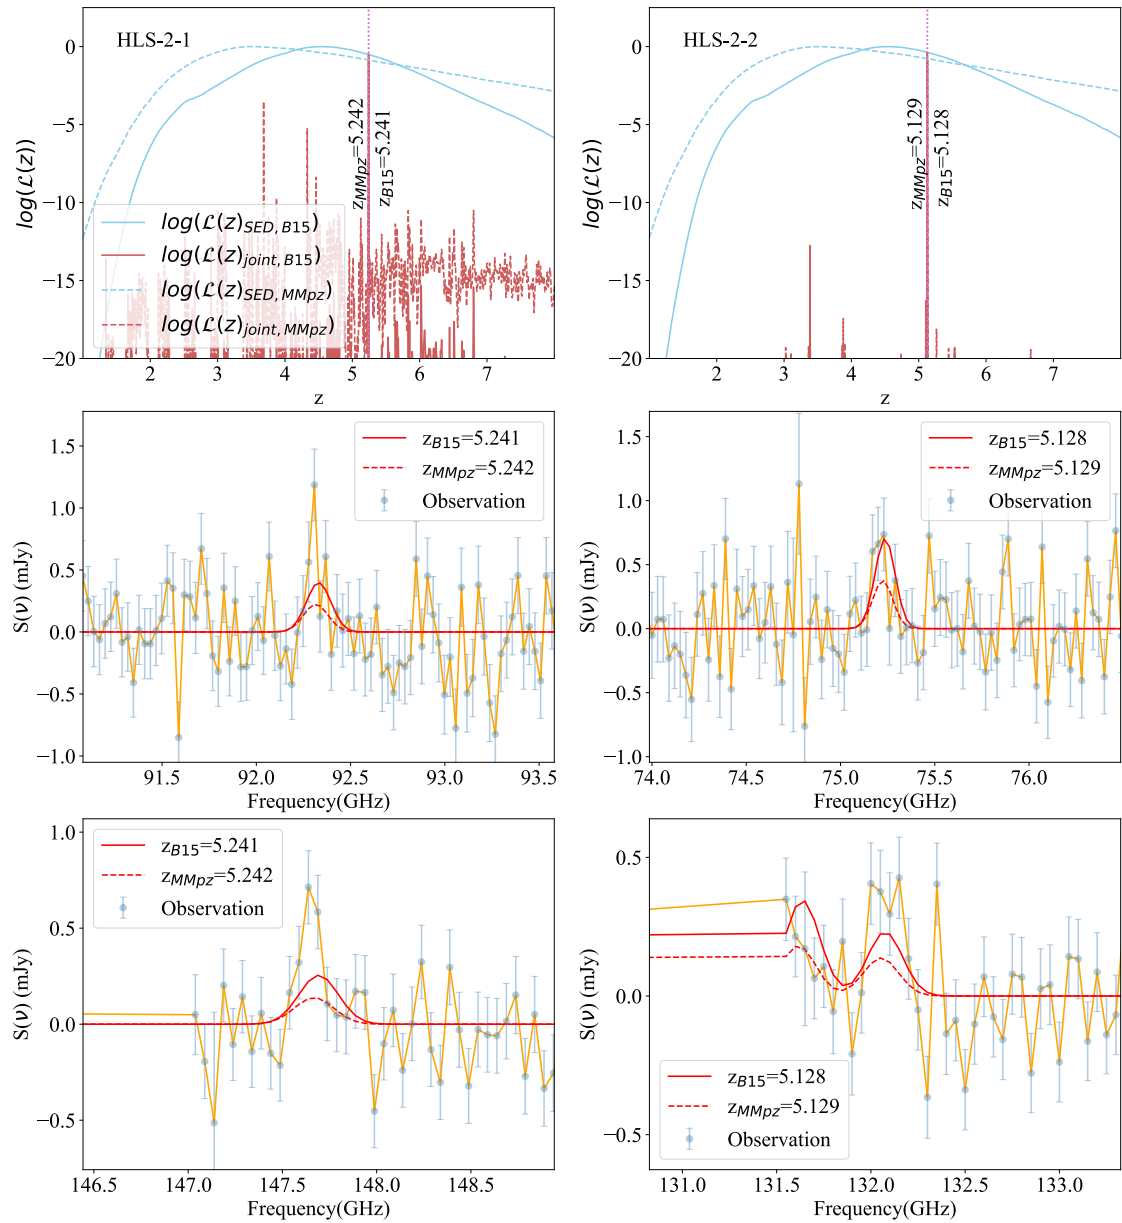 HLS-2-1
0
−5
−10
−15
−20
log(ℒ(z))
z_MMpz=5.242
z_B15=5.241
log(ℒ(z)_SED,B15)
log(ℒ(z)_joint,B15)
log(ℒ(z)_SED,MMpz)
log(ℒ(z)_joint,MMpz)
2 3 4 5 6 7
z
HLS-2-2
0
−5
−10
−15
−20
log(ℒ(z))
z_MMpz=5.129
z_B15=5.128
2 3 4 5 6 7
z
1.5
1.0
0.5
0.0
−0.5
−1.0
S(ν) (mJy)
z_B15=5.241
z_MMpz=5.242
Observation
91.5 92.0 92.5 93.0 93.5
Frequency(GHz)
1.5
1.0
0.5
0.0
−0.5
−1.0
S(ν) (mJy)
z_B15=5.128
z_MMpz=5.129
Observation
74.0 74.5 75.0 75.5 76.0
Frequency(GHz)
1.0
0.5
0.0
−0.5
S(ν) (mJy)
z_B15=5.241
z_MMpz=5.242
Observation
146.5 147.0 147.5 148.0 148.5
Frequency(GHz)
0.5
0.0
−0.5
S(ν) (mJy)
z_B15=5.128
z_MMpz=5.129
Observation
131.0 131.5 132.0 132.5 133.0
Frequency(GHz)